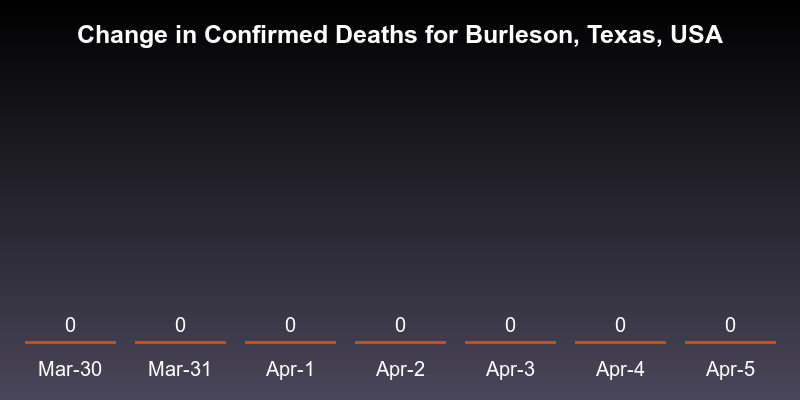 Change in Confirmed Deaths for Burleson, Texas, USA
0 0 0 0 0 0 0
Mar-30 Mar-31 Apr-1 Apr-2 Apr-3 Apr-4 Apr-5